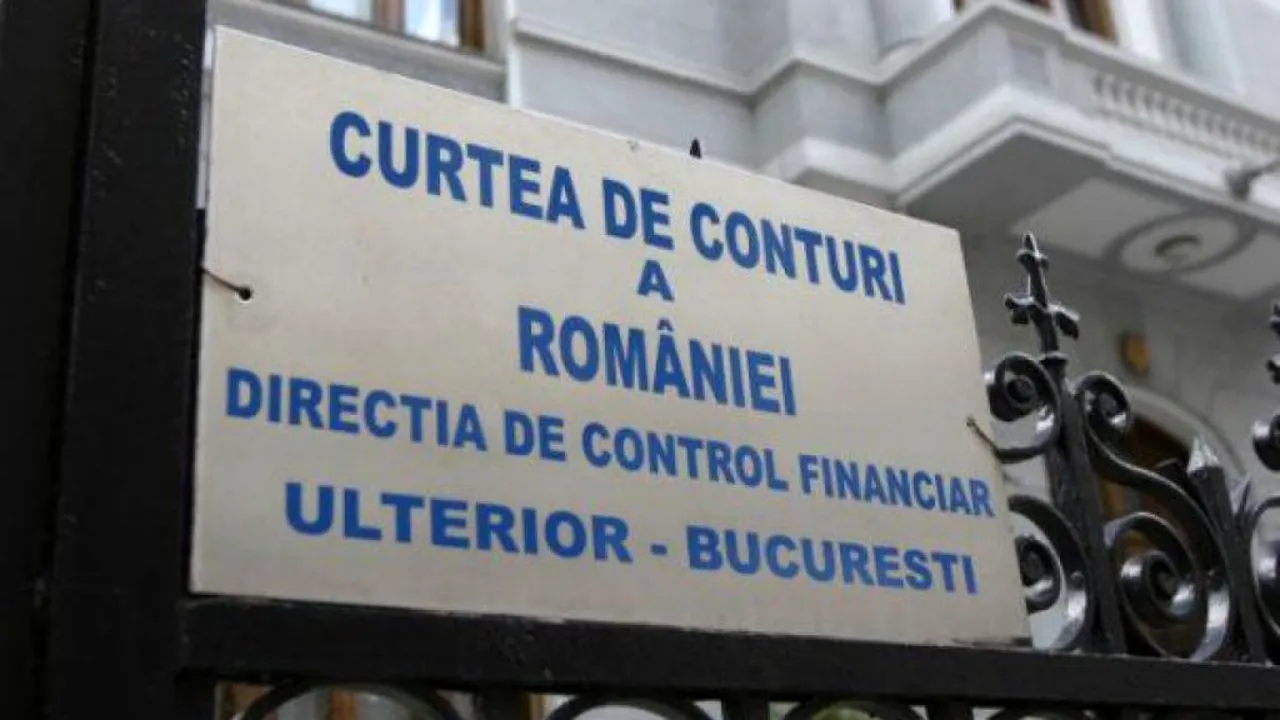 CURTEA DE CONTURI
A
ROMÂNIEI
DIRECTIA DE CONTROL FINANCIAR
ULTERIOR - BUCURESTI